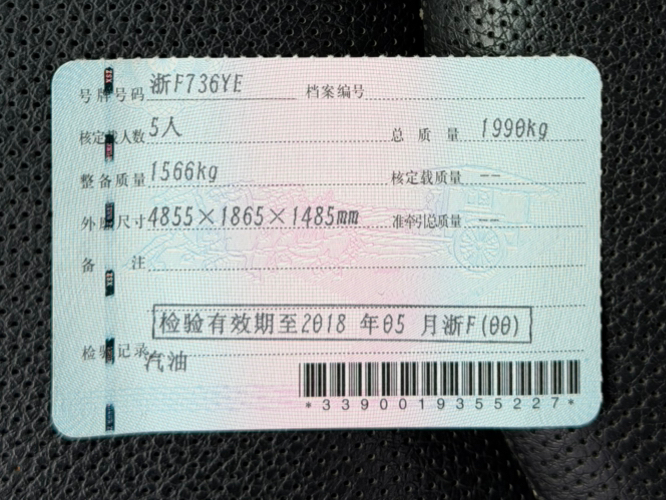 号牌号码 浙F736YE 档案编号
核定载人数 5人 总质量 1990kg
整备质量 1566kg 核定载质量 --
外廓尺寸 4855×1865×1485mm 准牵引总质量 --
备注
检验有效期至2018 年05 月浙F(00)
检验记录
汽油
*3390019355227*